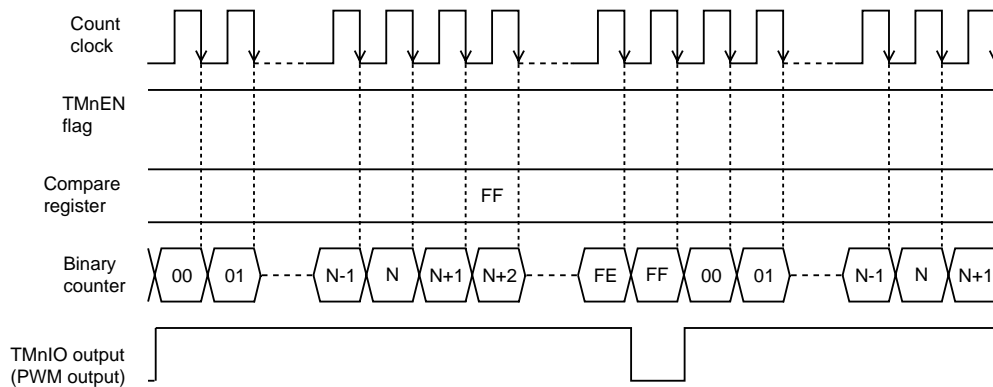 Count
clock
TMnEN
flag
Compare
register
FF
Binary
counter
00 01 N-1 N N+1 N+2 FE FF 00 01 N-1 N N+1
TMnIO output
(PWM output)